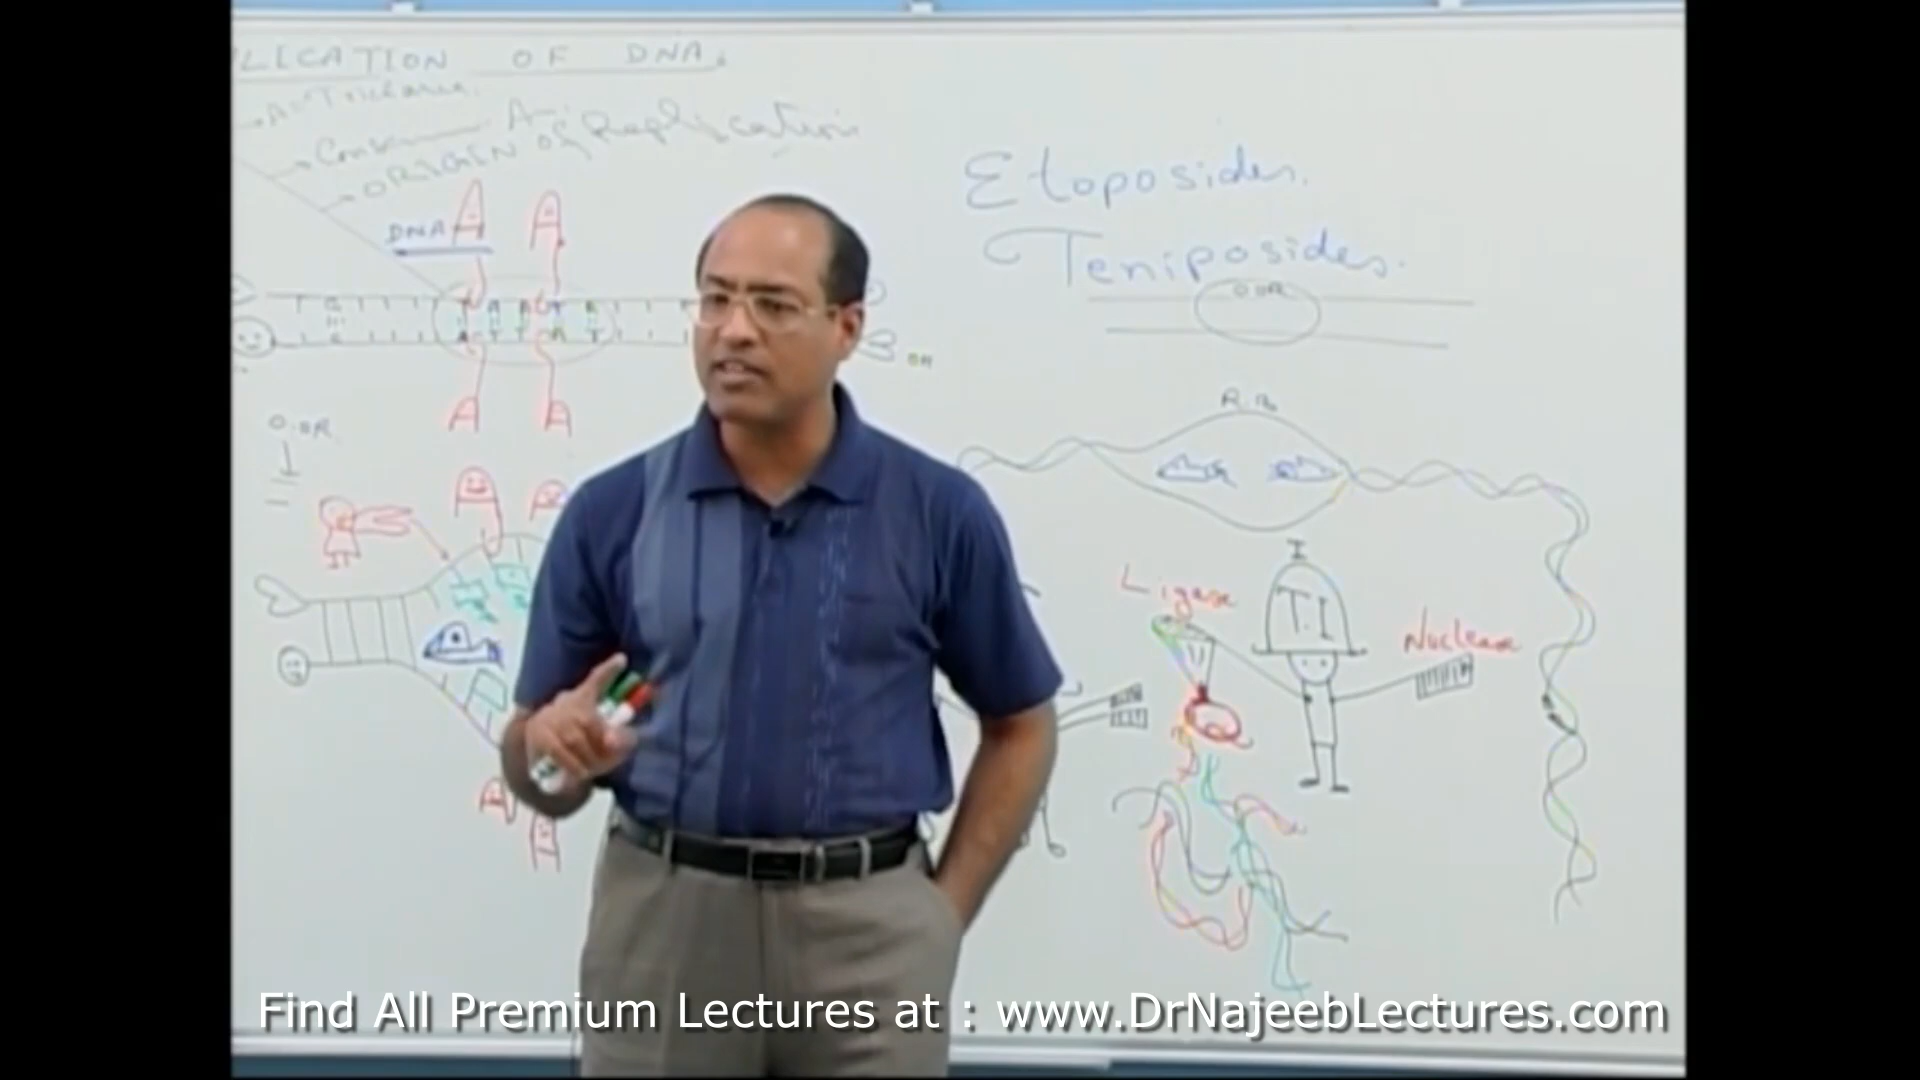 LICATION OF DNA.
ORIGIN of Replication
Etoposides.
Teniposides.
DNA A A
O.OR
T G T A A T A
A T T A T
OH
A A
R.B
O.OR
I
Ligase T.I Nuclease
Find All Premium Lectures at : www.DrNajeebLectures.com